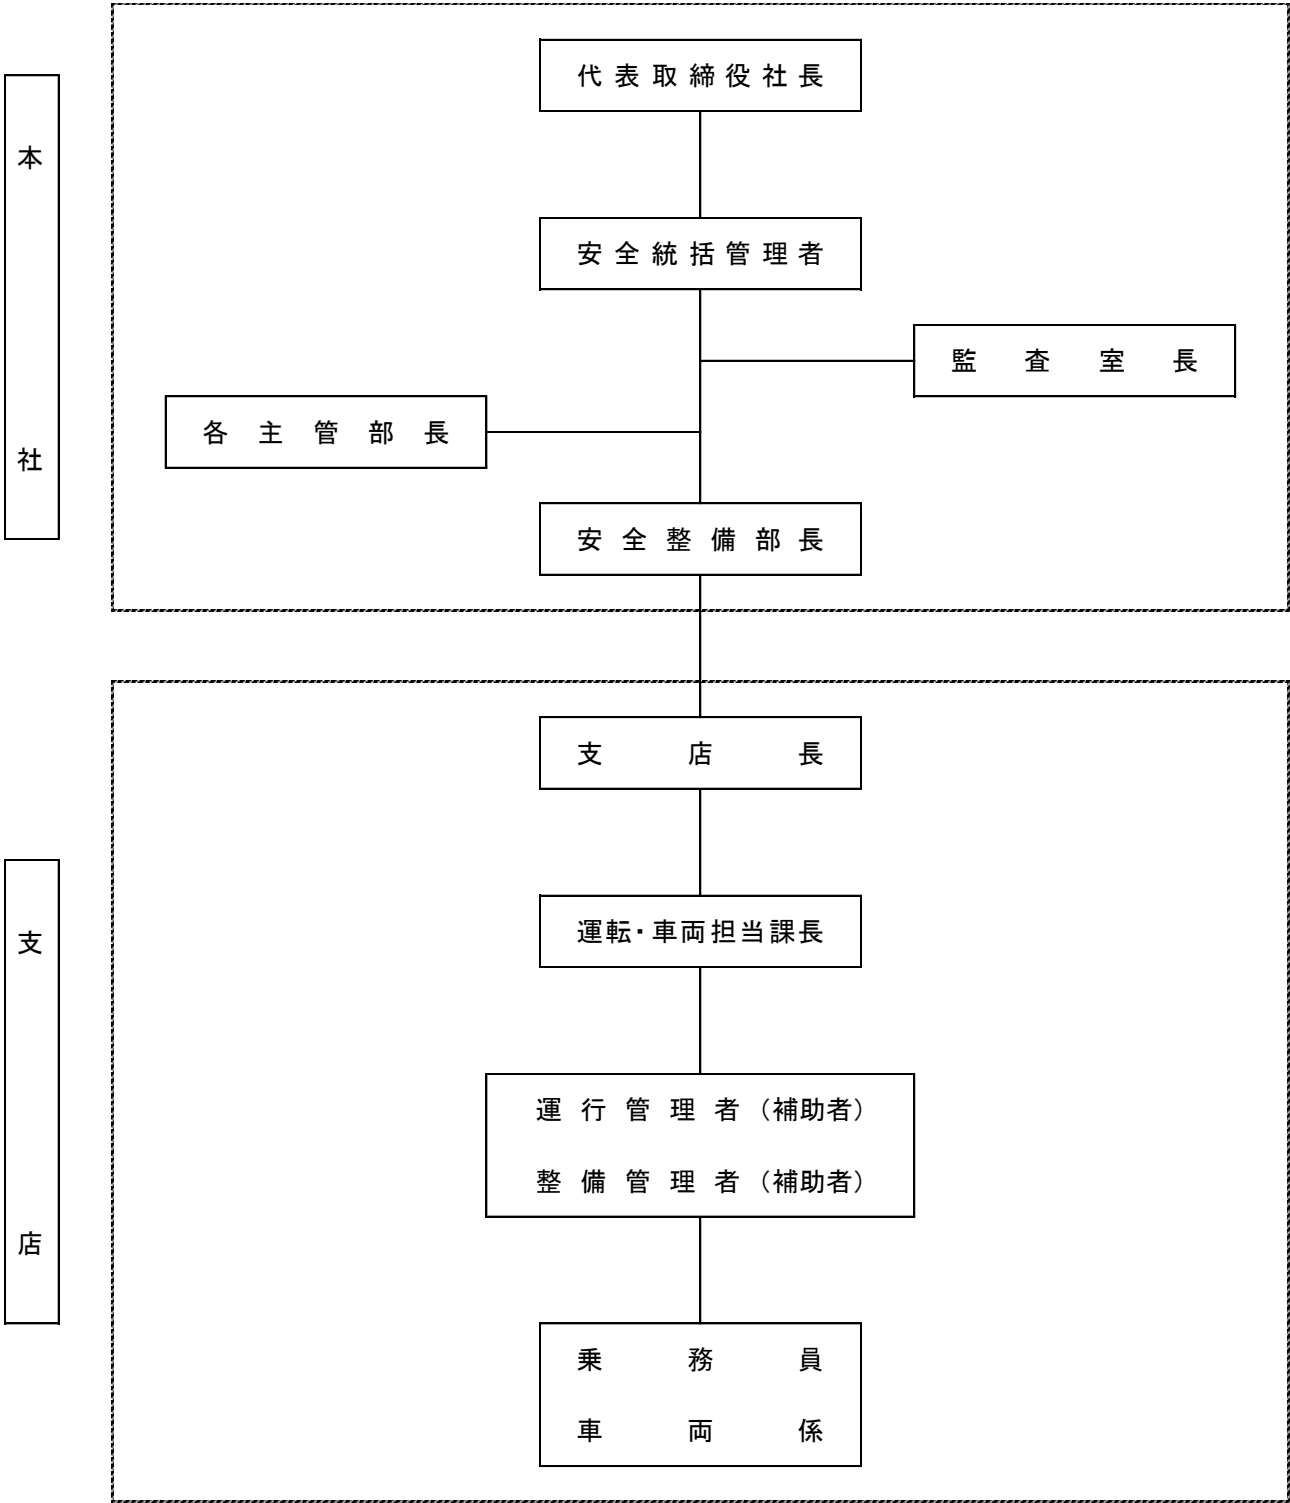 本社
代表取締役社長
安全統括管理者
監査室長
各主管部長
安全整備部長
支店
支店長
運転・車両担当課長
運行管理者（補助者）
整備管理者（補助者）
乗務員
車両係